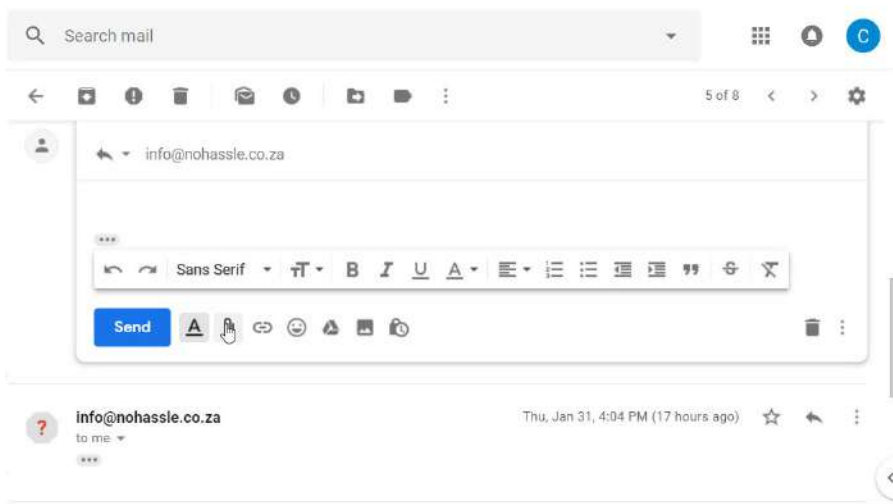 Search mail
C
5 of 8
info@nohassle.co.za
Sans Serif
Send
info@nohassle.co.za
Thu, Jan 31, 4:04 PM (17 hours ago)
to me